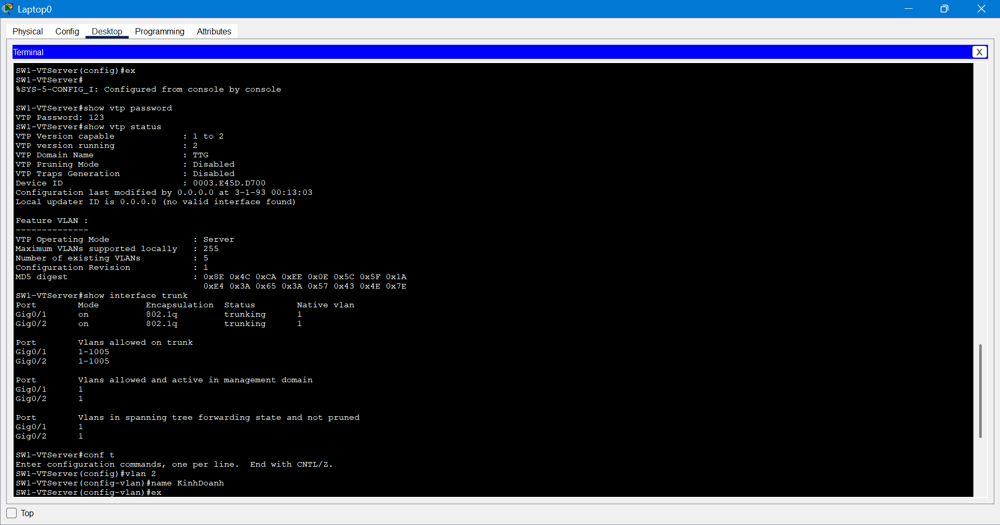 Laptop0
Physical Config Desktop Programming Attributes
Terminal
X
SW1-VTServer(config)#ex
SW1-VTServer#
%SYS-5-CONFIG_I: Configured from console by console
SW1-VTServer#show vtp password
VTP Password: 123
SW1-VTServer#show vtp status
VTP Version capable : 1 to 2
VTP version running : 2
VTP Domain Name : TTG
VTP Pruning Mode : Disabled
VTP Traps Generation : Disabled
Device ID : 0003.E45D.D700
Configuration last modified by 0.0.0.0 at 3-1-93 00:13:03
Local updater ID is 0.0.0.0 (no valid interface found)
Feature VLAN :
--------------
VTP Operating Mode : Server
Maximum VLANs supported locally : 255
Number of existing VLANs : 5
Configuration Revision : 1
MD5 digest : 0x8E 0x4C 0xCA 0xEE 0x0E 0x5C 0x5F 0x1A
0xE4 0x3A 0x65 0x3A 0x57 0x43 0x4E 0x7E
SW1-VTServer#show interface trunk
Port Mode Encapsulation Status Native vlan
Gig0/1 on 802.1q trunking 1
Gig0/2 on 802.1q trunking 1
Port Vlans allowed on trunk
Gig0/1 1-1005
Gig0/2 1-1005
Port Vlans allowed and active in management domain
Gig0/1 1
Gig0/2 1
Port Vlans in spanning tree forwarding state and not pruned
Gig0/1 1
Gig0/2 1
SW1-VTServer#conf t
Enter configuration commands, one per line. End with CNTL/Z.
SW1-VTServer(config)#vlan 2
SW1-VTServer(config-vlan)#name KinhDoanh
SW1-VTServer(config-vlan)#ex
Top